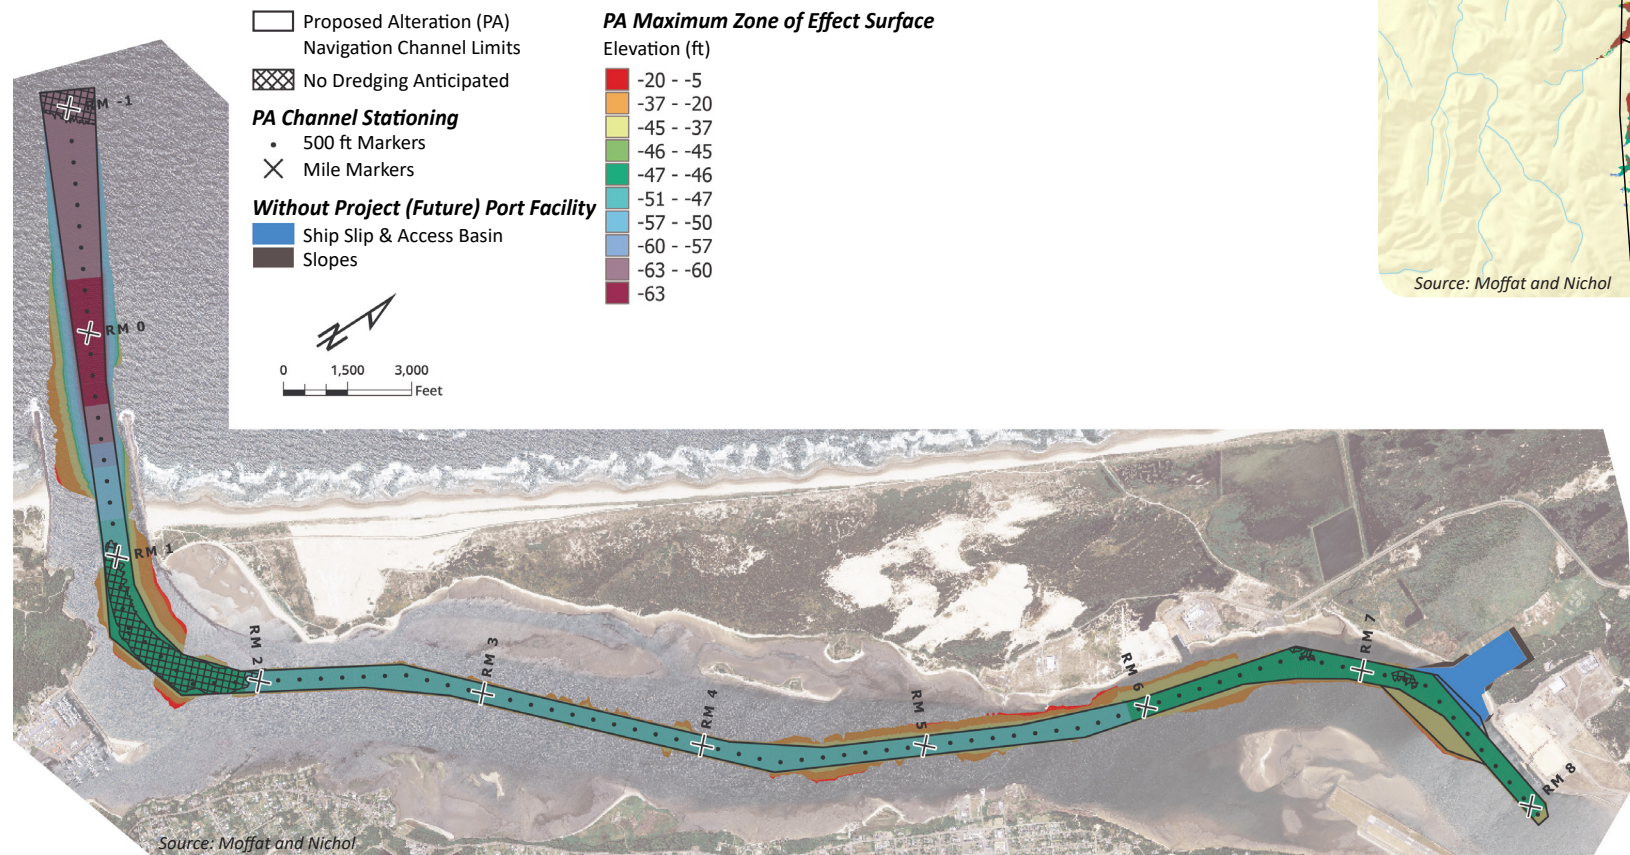 Proposed Alteration (PA)
Navigation Channel Limits
No Dredging Anticipated
PA Channel Stationing
500 ft Markers
Mile Markers
Without Project (Future) Port Facility
Ship Slip & Access Basin
Slopes
PA Maximum Zone of Effect Surface
Elevation (ft)
-20 - -5
-37 - -20
-45 - -37
-46 - -45
-47 - -46
-51 - -47
-57 - -50
-60 - -57
-63 - -60
-63
N
0 1,500 3,000
Feet
Source: Moffat and Nichol
RM -1
RM 0
RM 1
RM 2
RM 3
RM 4
RM 5
RM 6
RM 7
RM 8
Source: Moffat and Nichol